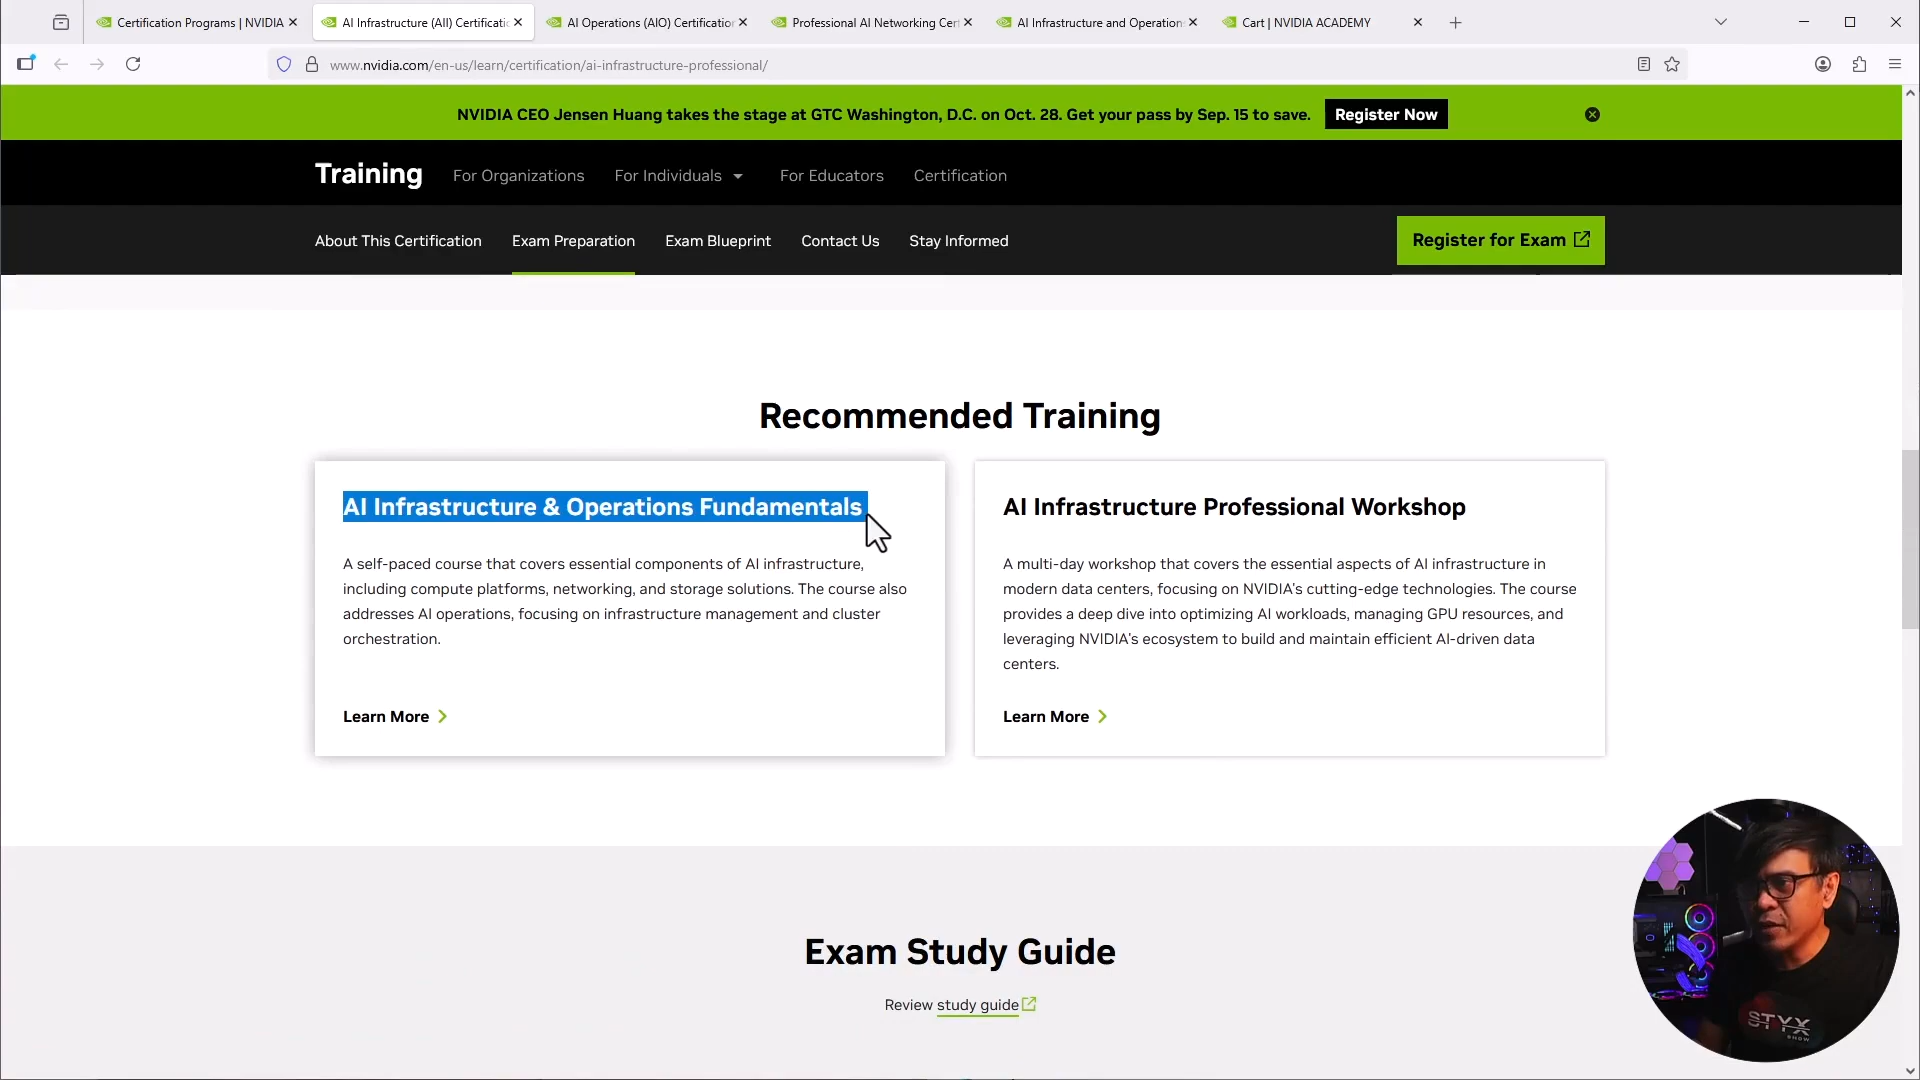 Certification Programs | NVIDIA
AI Infrastructure (AII) Certificati
AI Operations (AIO) Certification
Professional AI Networking Cert
AI Infrastructure and Operation
Cart | NVIDIA ACADEMY
www.nvidia.com/en-us/learn/certification/ai-infrastructure-professional/
NVIDIA CEO Jensen Huang takes the stage at GTC Washington, D.C. on Oct. 28. Get your pass by Sep. 15 to save.
Register Now
Training
For Organizations
For Individuals
For Educators
Certification
About This Certification
Exam Preparation
Exam Blueprint
Contact Us
Stay Informed
Register for Exam
Recommended Training
AI Infrastructure & Operations Fundamentals
A self-paced course that covers essential components of AI infrastructure,
including compute platforms, networking, and storage solutions. The course also
addresses AI operations, focusing on infrastructure management and cluster
orchestration.
Learn More
AI Infrastructure Professional Workshop
A multi-day workshop that covers the essential aspects of AI infrastructure in
modern data centers, focusing on NVIDIA's cutting-edge technologies. The course
provides a deep dive into optimizing AI workloads, managing GPU resources, and
leveraging NVIDIA's ecosystem to build and maintain efficient AI-driven data
centers.
Learn More
Exam Study Guide
Review study guide
STYX
SHOW